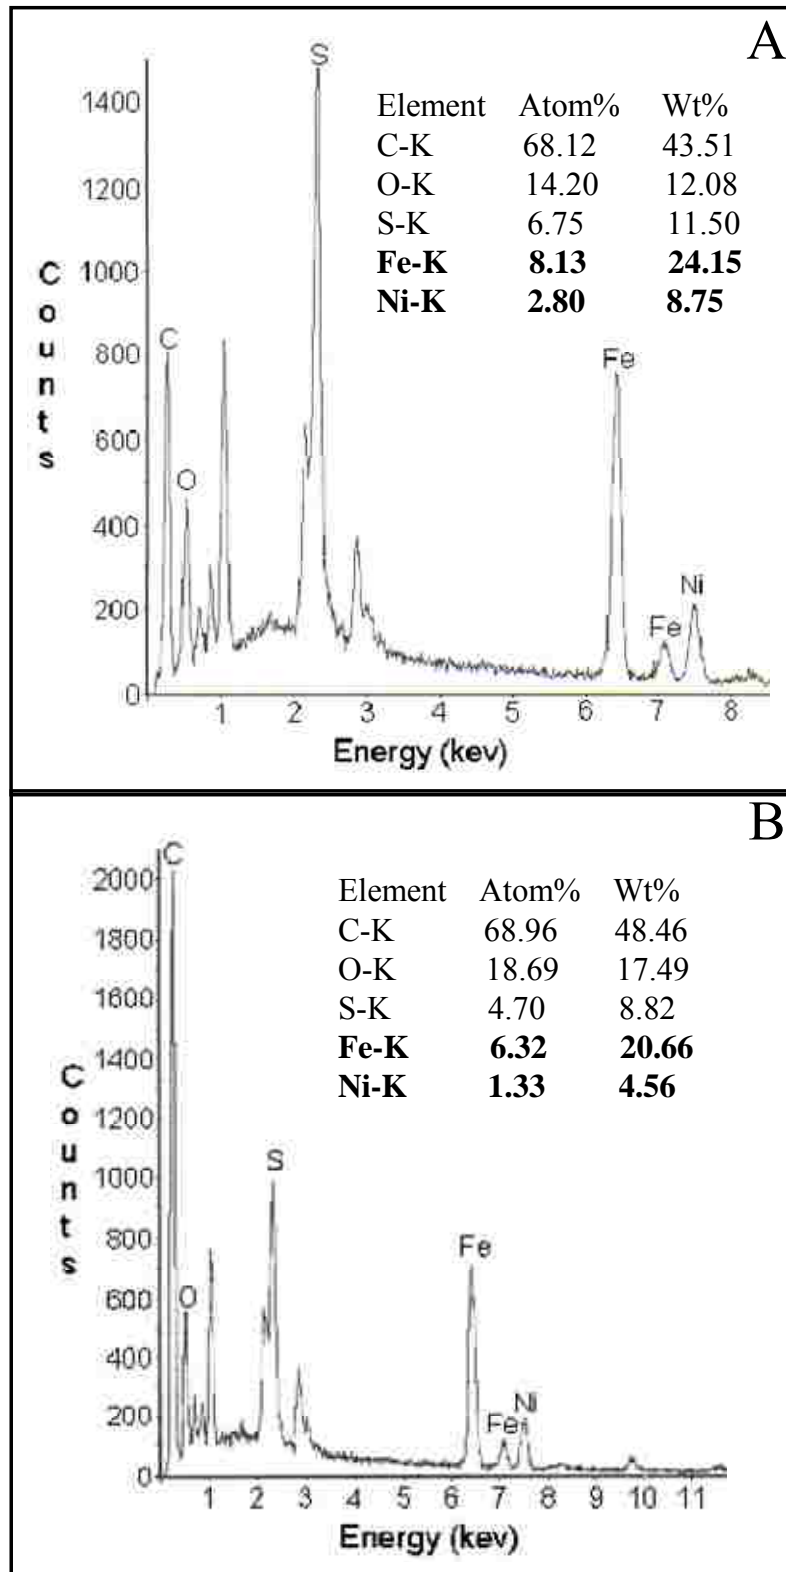 A
S
1400
Element Atom% Wt%
C-K 68.12 43.51
1200
O-K 14.20 12.08
S-K 6.75 11.50
Fe-K 8.13 24.15
1000
Ni-K 2.80 8.75
Counts
C
800
Fe
600
O
400
Ni
200
Fe
0
1 2 3 4 5 6 7 8
Energy (kev)
B
C
2000
Element Atom% Wt%
C-K 68.96 48.46
1800
O-K 18.69 17.49
1600
S-K 4.70 8.82
Fe-K 6.32 20.66
1400
Ni-K 1.33 4.56
Counts
1200
S
1000
Fe
800
O
600
400
Fe Ni
200
0
1 2 3 4 5 6 7 8 9 10 11
Energy (kev)